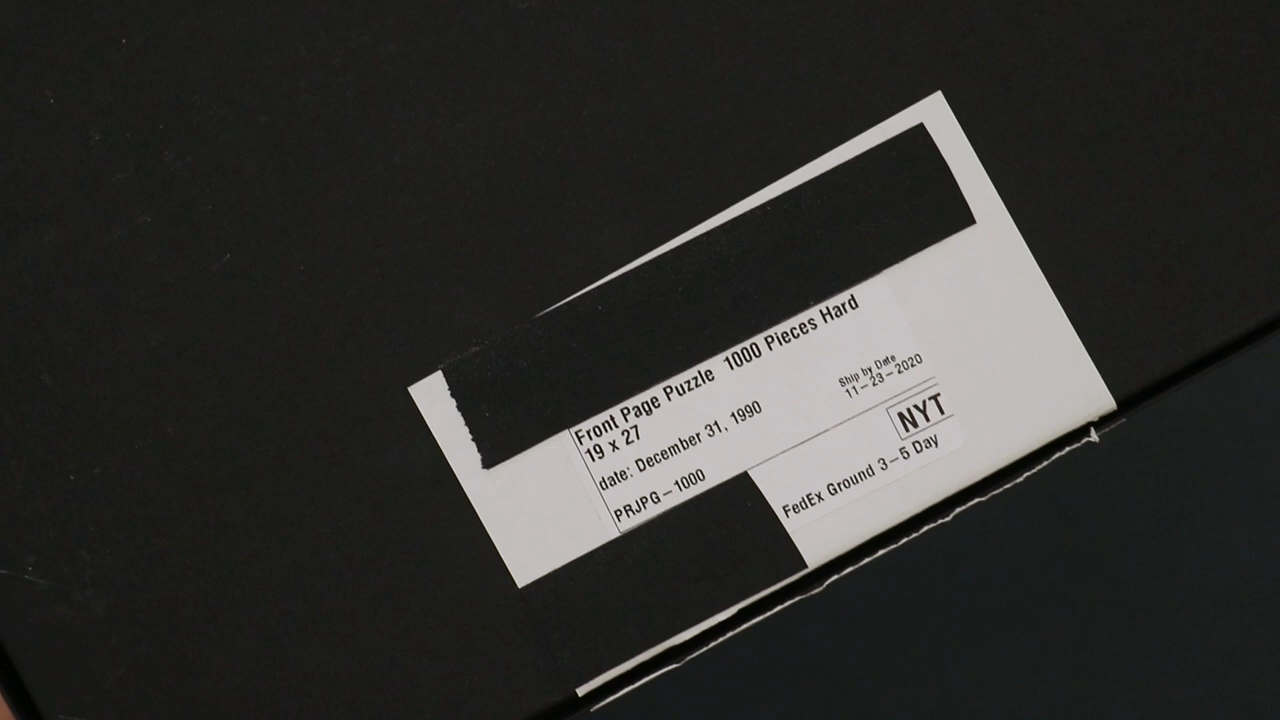 Front Page Puzzle 1000 Pieces Hard
19 x 27
date: December 31, 1990
PRJPG-1000
Ship by Date
11-23-2020
NYT
FedEx Ground 3-5 Day